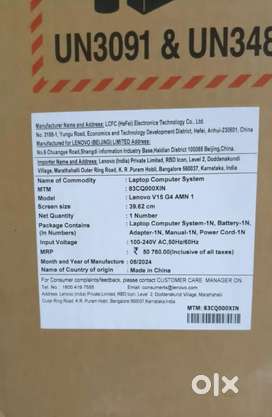 UN3091 & UN348
Manufacturer Name and Address: LCFC (HeFei) Electronics Technology Co., Ltd.
No. 3188-1, Yungu Road, Economics and Technology Development District, Hefei, Anhui-230601, China
Manufactured for LENOVO (BEIJING) LIMITED Address:
No.6 Chuangye Road,Shangdi Information Industry Base,Haidian District 100085 Beijing,China.
Importer Name and Address: Lenovo (India) Private Limited, RBD Icon, Level 2, Doddenakundi
Village, Marathahalli Outer Ring Road, K. R. Puram Hobli, Bangalore 560037, Karnataka, India
Name of Commodity : Laptop Computer System
MTM : 83CQ000XIN
Model : Lenovo V15 G4 AMN 1
Screen size : 39.62 cm
Net Quantity : 1 Number
Package Contains : Laptop Computer System-1N, Battery-1N,
(In Numbers) Adapter-1N, Manual-1N, Power Cord-1N
Input Voltage : 100-240V AC,50Hz/60Hz
MRP : ₹ 50 760.00(Inclusive of all taxes)
Month and Year of Manufacture : 06/2024
Name of Country of origin : Made in China
For Consumer complaints/feedback, please contact CUSTOMER CARE MANAGER ON.
Tel. No : 1800-419-7555 Email: consumerin@lenovo.com
Address: Lenovo (India) Private Limited, RBD Icon, Level 2, Doddenakundi Village, Marathahalli
Outer Ring Road, K. R. Puram Hobli, Bangalore 560037, Karnataka, India
MTM: 83CQ000XIN
OLX